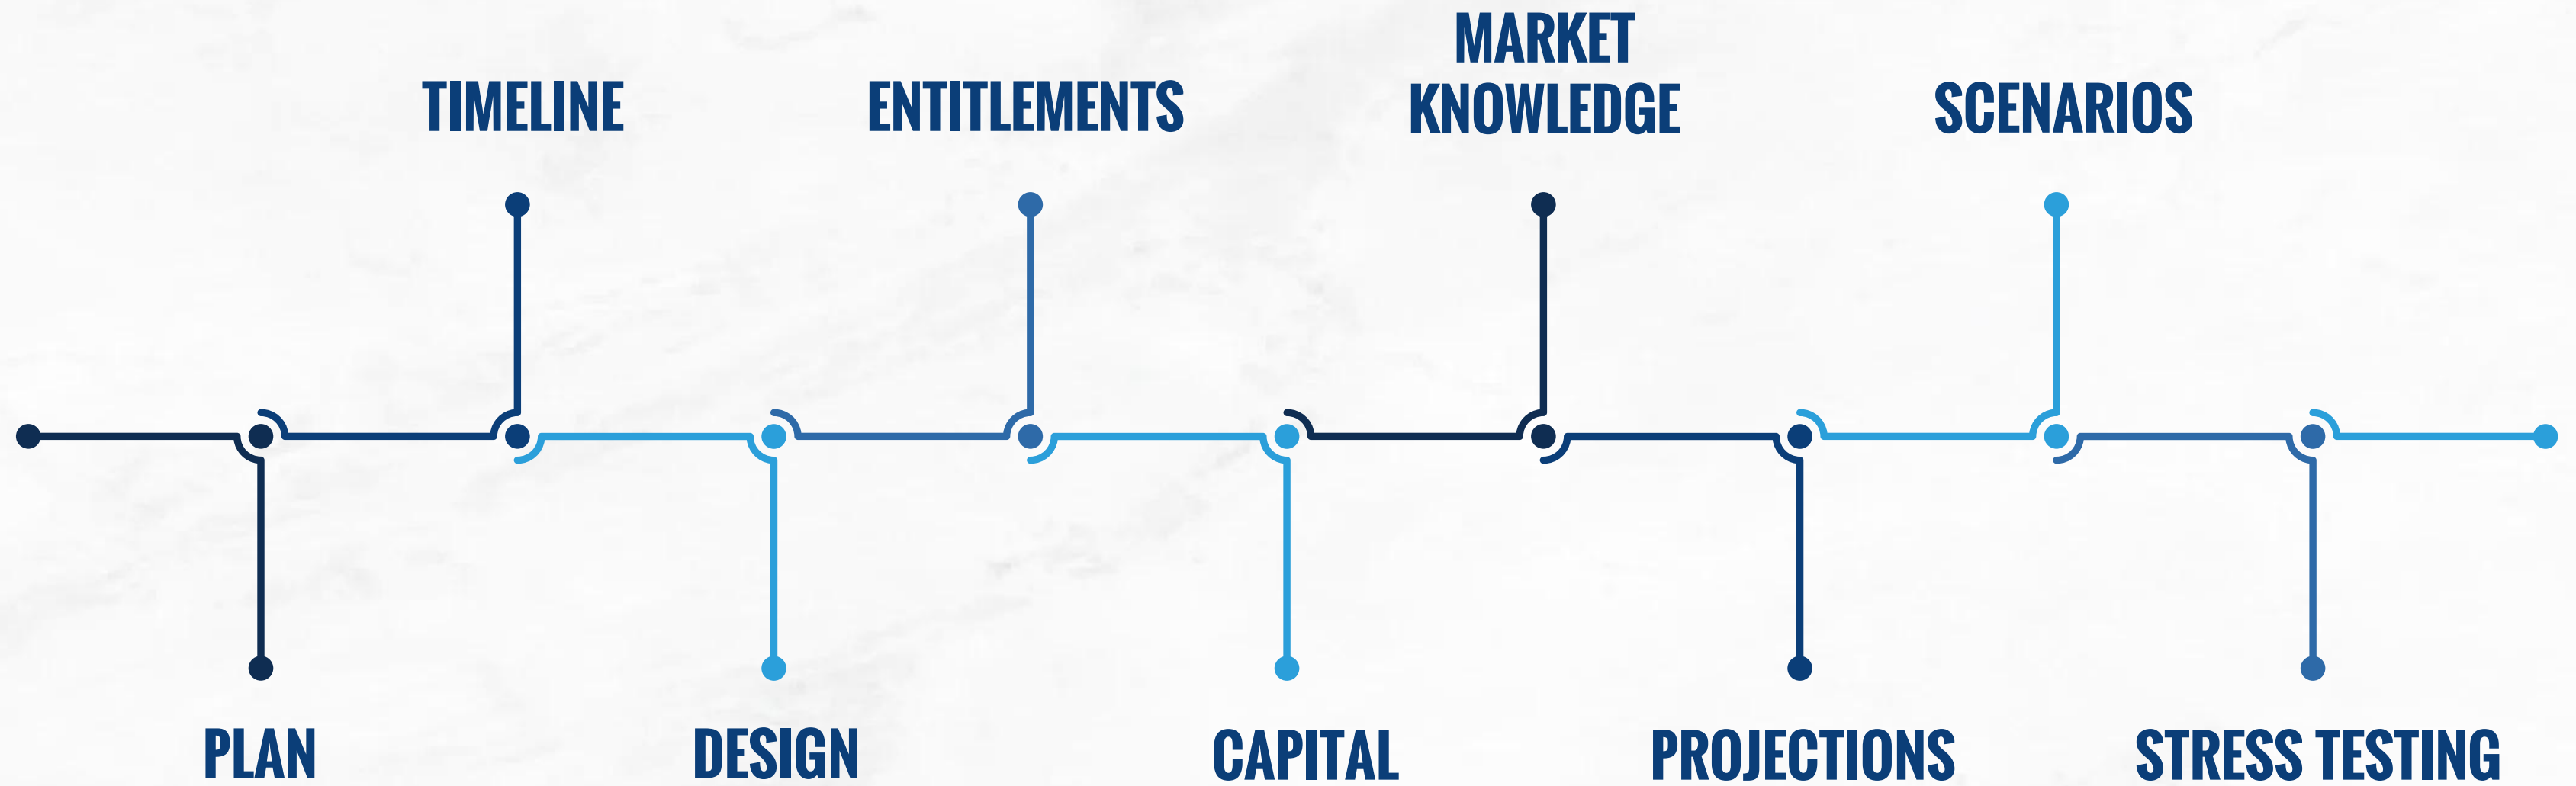 MARKET
KNOWLEDGE
TIMELINE
ENTITLEMENTS
SCENARIOS
PLAN
DESIGN
CAPITAL
PROJECTIONS
STRESS TESTING